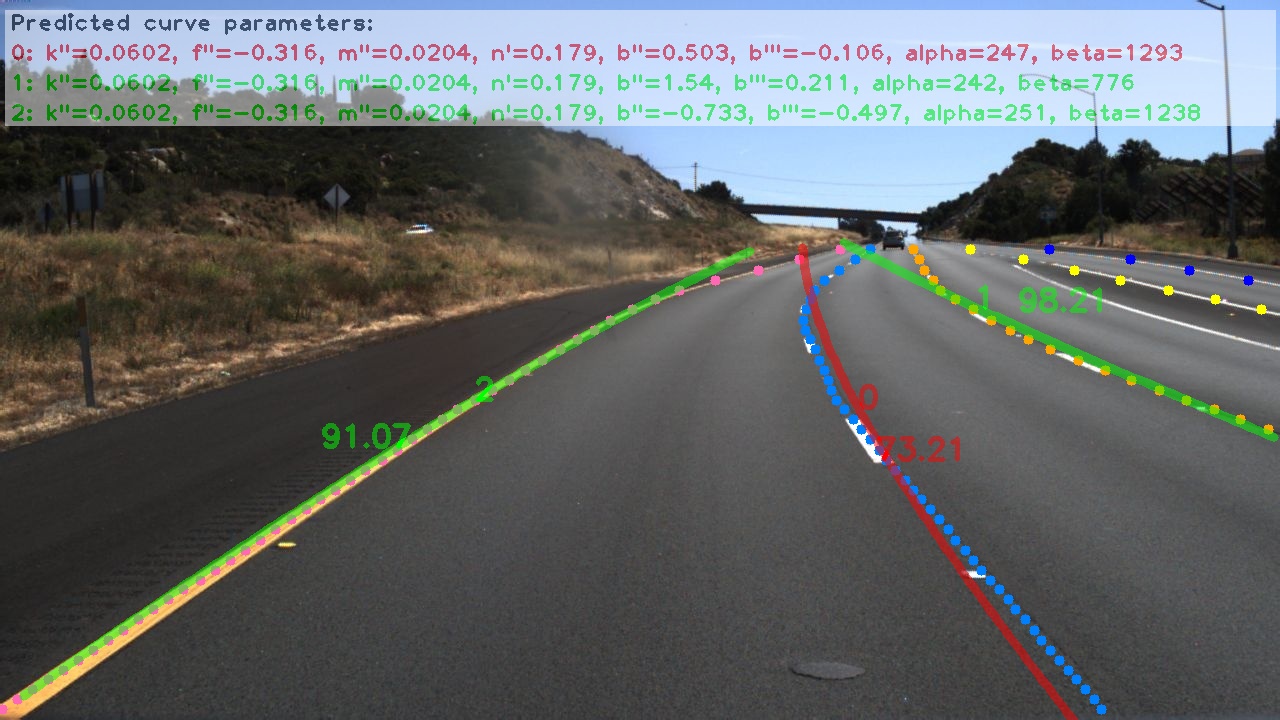 Predicted curve parameters:
0: k''=0.0602, f''=-0.316, m''=0.0204, n'=0.179, b''=0.503, b'''=-0.106, alpha=247, beta=1293
1: k''=0.0602, f''=-0.316, m''=0.0204, n'=0.179, b''=1.54, b'''=0.211, alpha=242, beta=776
2: k''=0.0602, f''=-0.316, m''=0.0204, n'=0.179, b''=-0.733, b'''=-0.497, alpha=251, beta=1238
1 98.21
2
0
91.07
73.21